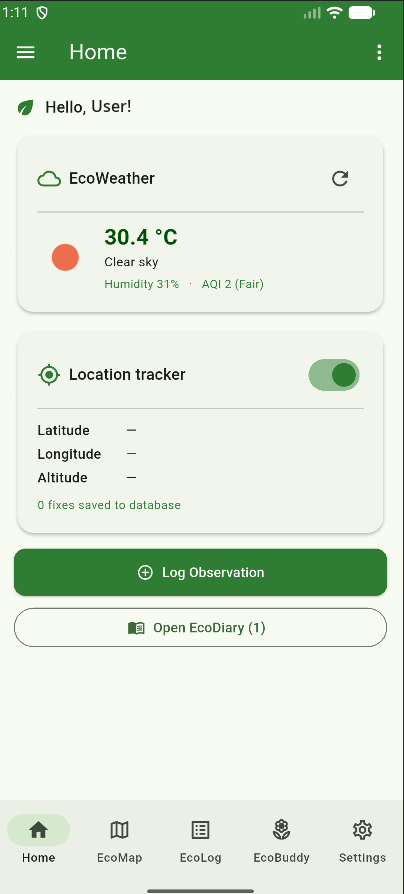 1:11
Home
Hello, User!
EcoWeather
30.4 °C
Clear sky
Humidity 31% · AQI 2 (Fair)
Location tracker
Latitude —
Longitude —
Altitude —
0 fixes saved to database
Log Observation
Open EcoDiary (1)
Home EcoMap EcoLog EcoBuddy Settings